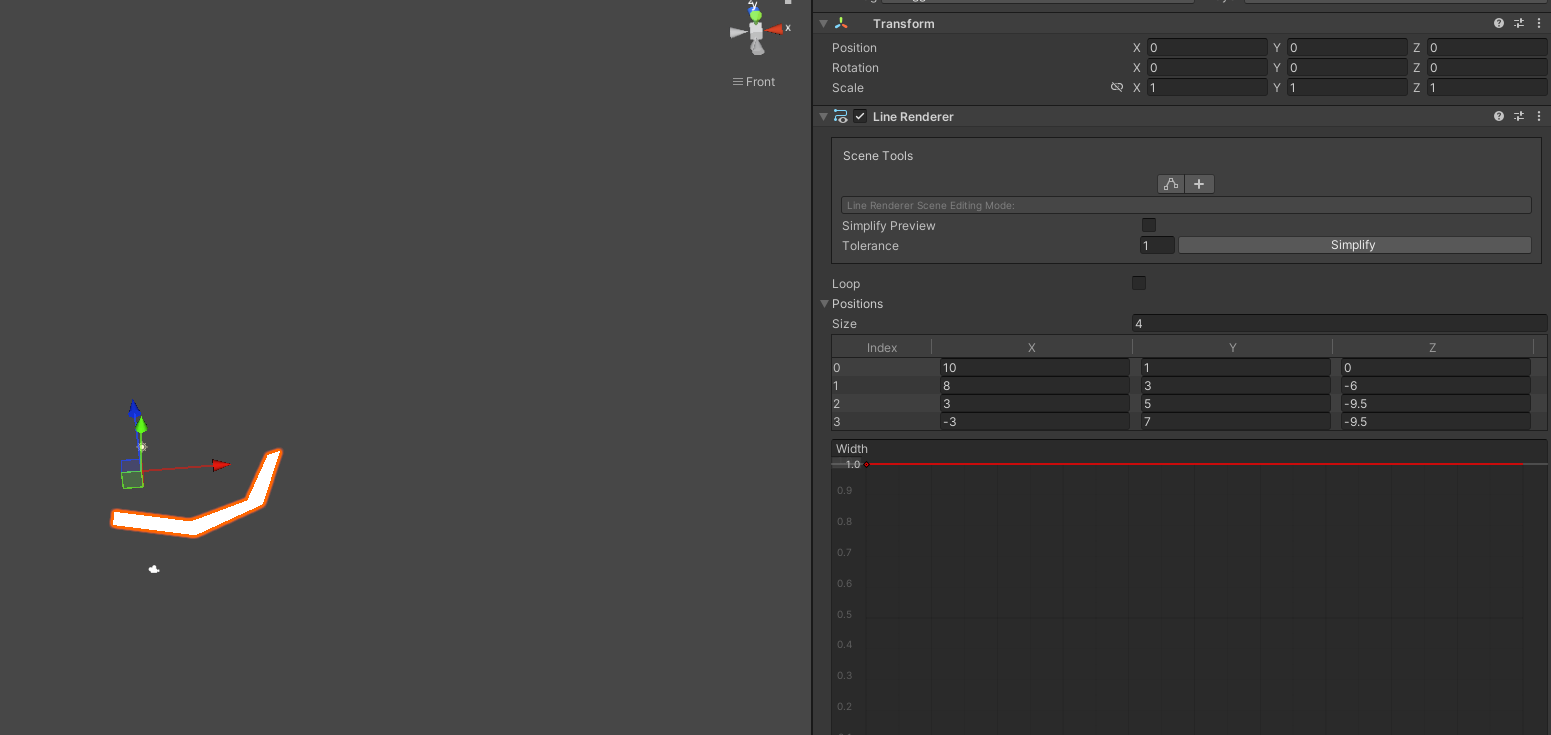 y
x
Front
Transform
Position X 0 Y 0 Z 0
Rotation X 0 Y 0 Z 0
Scale X 1 Y 1 Z 1
Line Renderer
Scene Tools
Line Renderer Scene Editing Mode:
Simplify Preview
Tolerance 1 Simplify
Loop
Positions
Size 4
Index X Y Z
0 10 1 0
1 8 3 -6
2 3 5 -9.5
3 -3 7 -9.5
Width
1.0
0.9
0.8
0.7
0.6
0.5
0.4
0.3
0.2